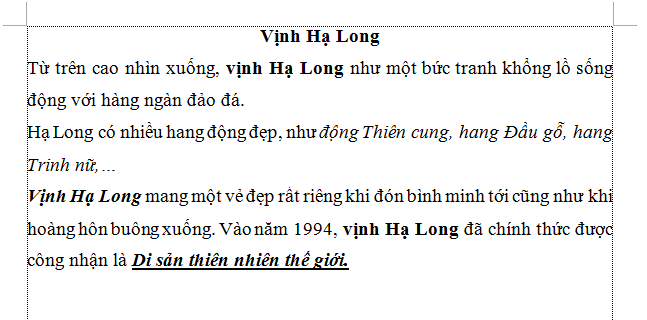 Vịnh Hạ Long
Từ trên cao nhìn xuống, vịnh Hạ Long như một bức tranh khổng lồ sống
động với hàng ngàn đảo đá.
Hạ Long có nhiều hang động đẹp, như động Thiên cung, hang Đầu gỗ, hang
Trinh nữ,...
Vịnh Hạ Long mang một vẻ đẹp rất riêng khi đón bình minh tới cũng như khi
hoàng hôn buông xuống. Vào năm 1994, vịnh Hạ Long đã chính thức được
công nhận là Di sản thiên nhiên thế giới.